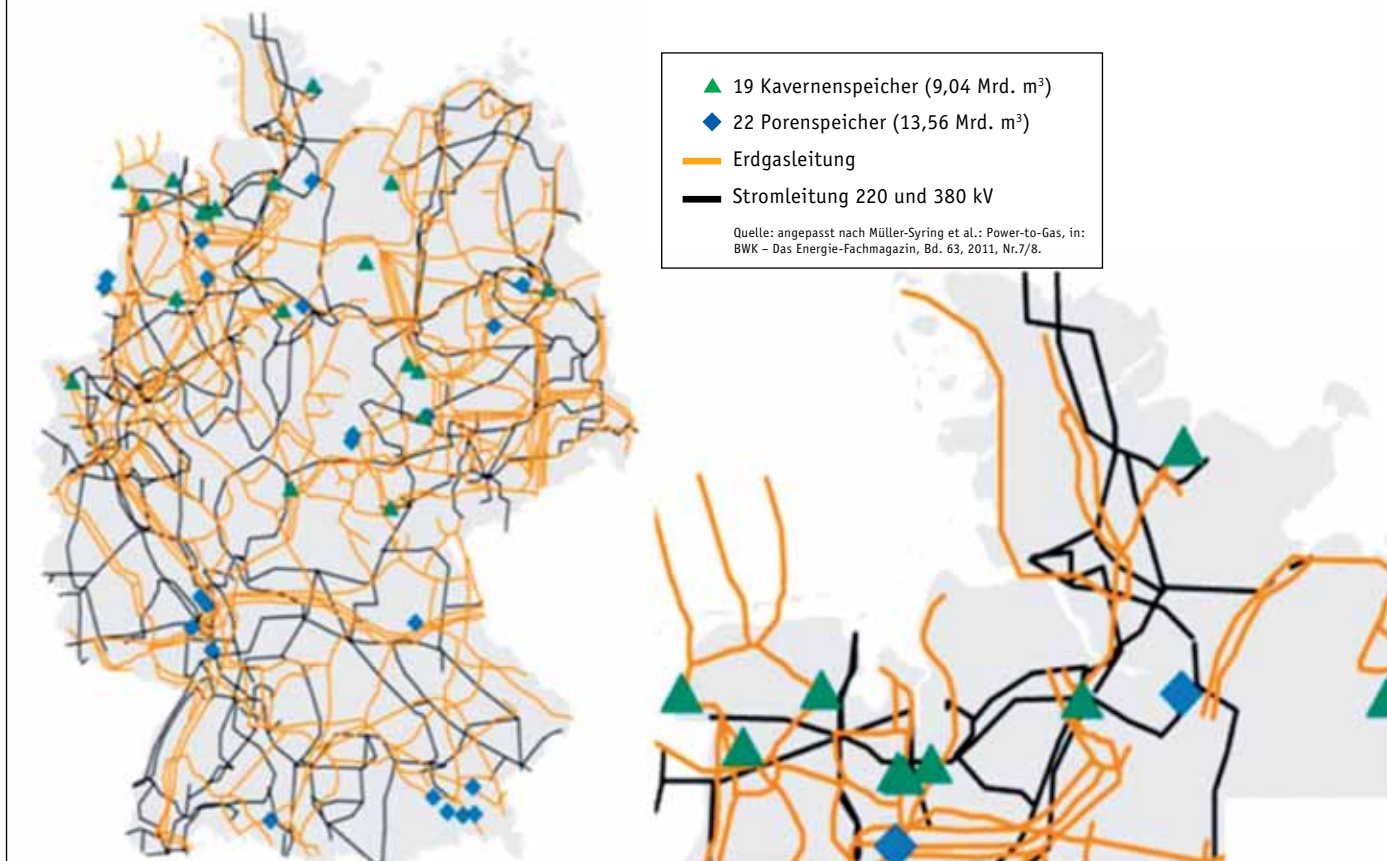 19 Kavernenspeicher (9,04 Mrd. m³)
22 Porenspeicher (13,56 Mrd. m³)
Erdgasleitung
Stromleitung 220 und 380 kV
Quelle: angepasst nach Müller-Syring et al.: Power-to-Gas, in:
BWK – Das Energie-Fachmagazin, Bd. 63, 2011, Nr.7/8.